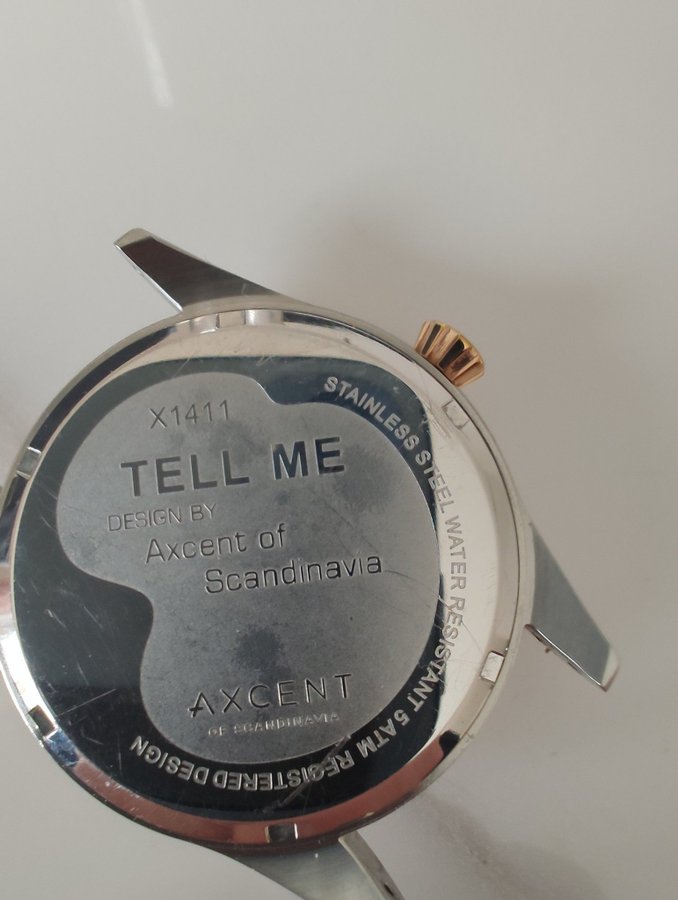 X1411
TELL ME
DESIGN BY
Axcent of
Scandinavia
AXCENT
OF SCANDINAVIA
STAINLESS STEEL WATER RESISTANT 5ATM REGISTERED DESIGN